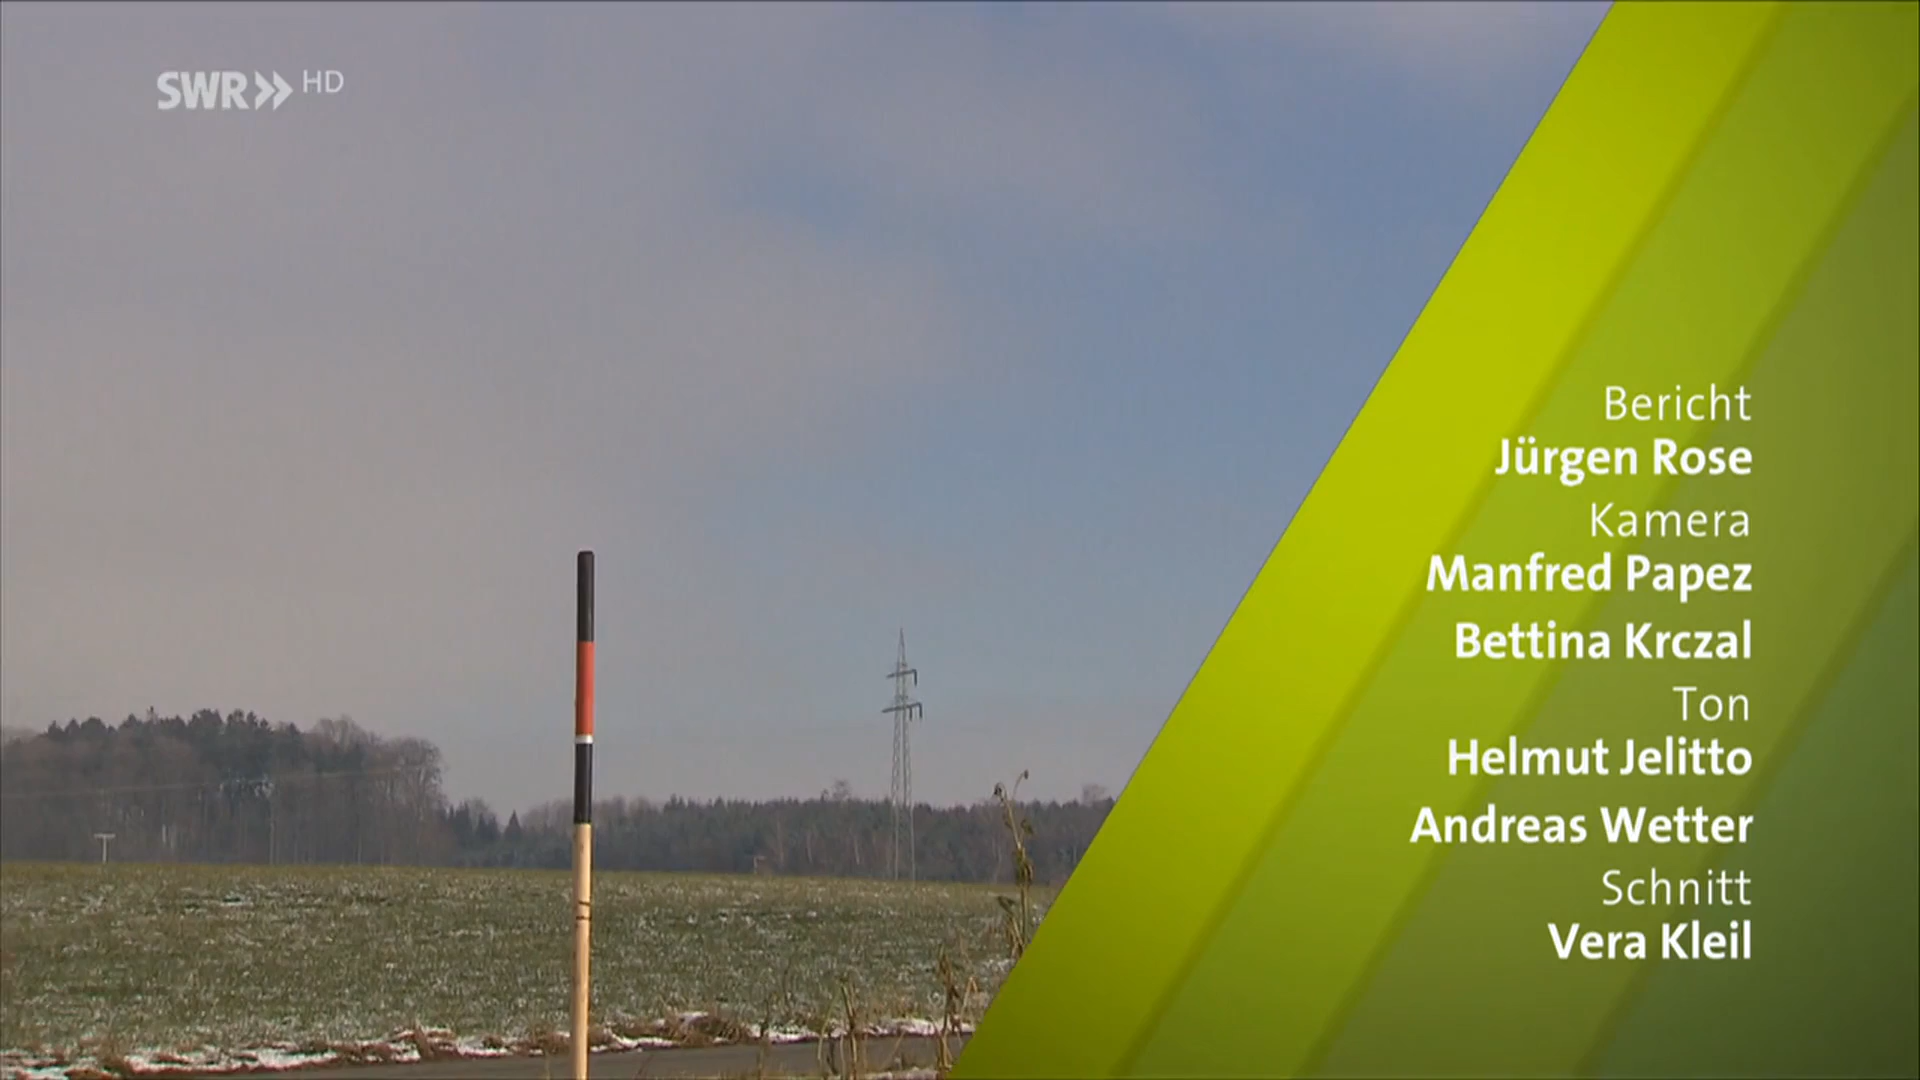 SWR HD
Bericht
Jürgen Rose
Kamera
Manfred Papez
Bettina Krczal
Ton
Helmut Jelitto
Andreas Wetter
Schnitt
Vera Kleil